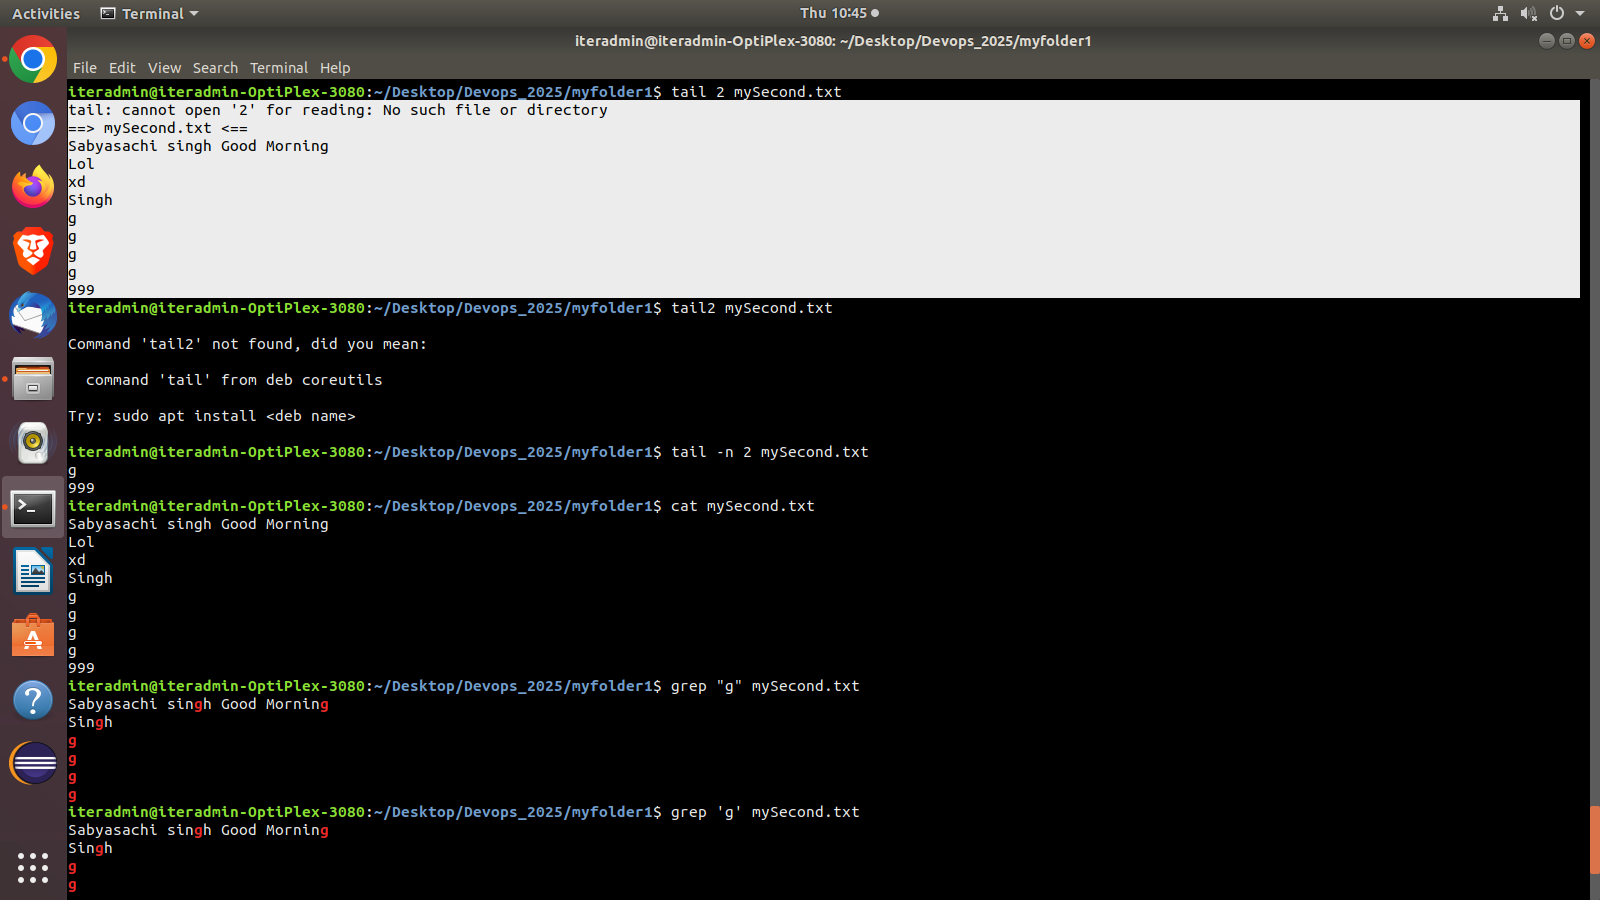 Activities Terminal Thu 10:45
iteradmin@iteradmin-OptiPlex-3080: ~/Desktop/Devops_2025/myfolder1
File Edit View Search Terminal Help
iteradmin@iteradmin-OptiPlex-3080:~/Desktop/Devops_2025/myfolder1$ tail 2 mySecond.txt
tail: cannot open '2' for reading: No such file or directory
==> mySecond.txt <==
Sabyasachi singh Good Morning
Lol
xd
Singh
g
g
g
g
999
iteradmin@iteradmin-OptiPlex-3080:~/Desktop/Devops_2025/myfolder1$ tail2 mySecond.txt
Command 'tail2' not found, did you mean:
command 'tail' from deb coreutils
Try: sudo apt install <deb name>
iteradmin@iteradmin-OptiPlex-3080:~/Desktop/Devops_2025/myfolder1$ tail -n 2 mySecond.txt
g
999
iteradmin@iteradmin-OptiPlex-3080:~/Desktop/Devops_2025/myfolder1$ cat mySecond.txt
Sabyasachi singh Good Morning
Lol
xd
Singh
g
g
g
g
999
iteradmin@iteradmin-OptiPlex-3080:~/Desktop/Devops_2025/myfolder1$ grep "g" mySecond.txt
Sabyasachi singh Good Morning
Singh
g
g
g
g
iteradmin@iteradmin-OptiPlex-3080:~/Desktop/Devops_2025/myfolder1$ grep 'g' mySecond.txt
Sabyasachi singh Good Morning
Singh
g
g